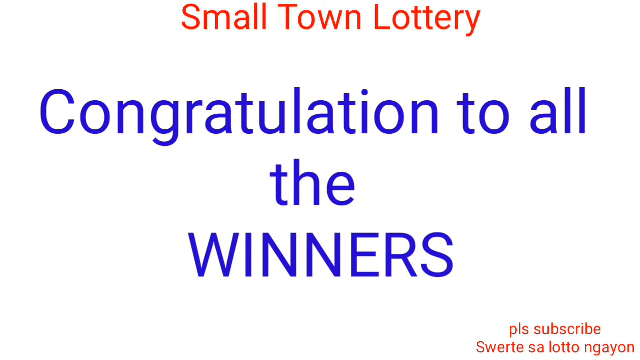 Small Town Lottery
Congratulation to all
the
WINNERS
pls subscribe
Swerte sa lotto ngayon